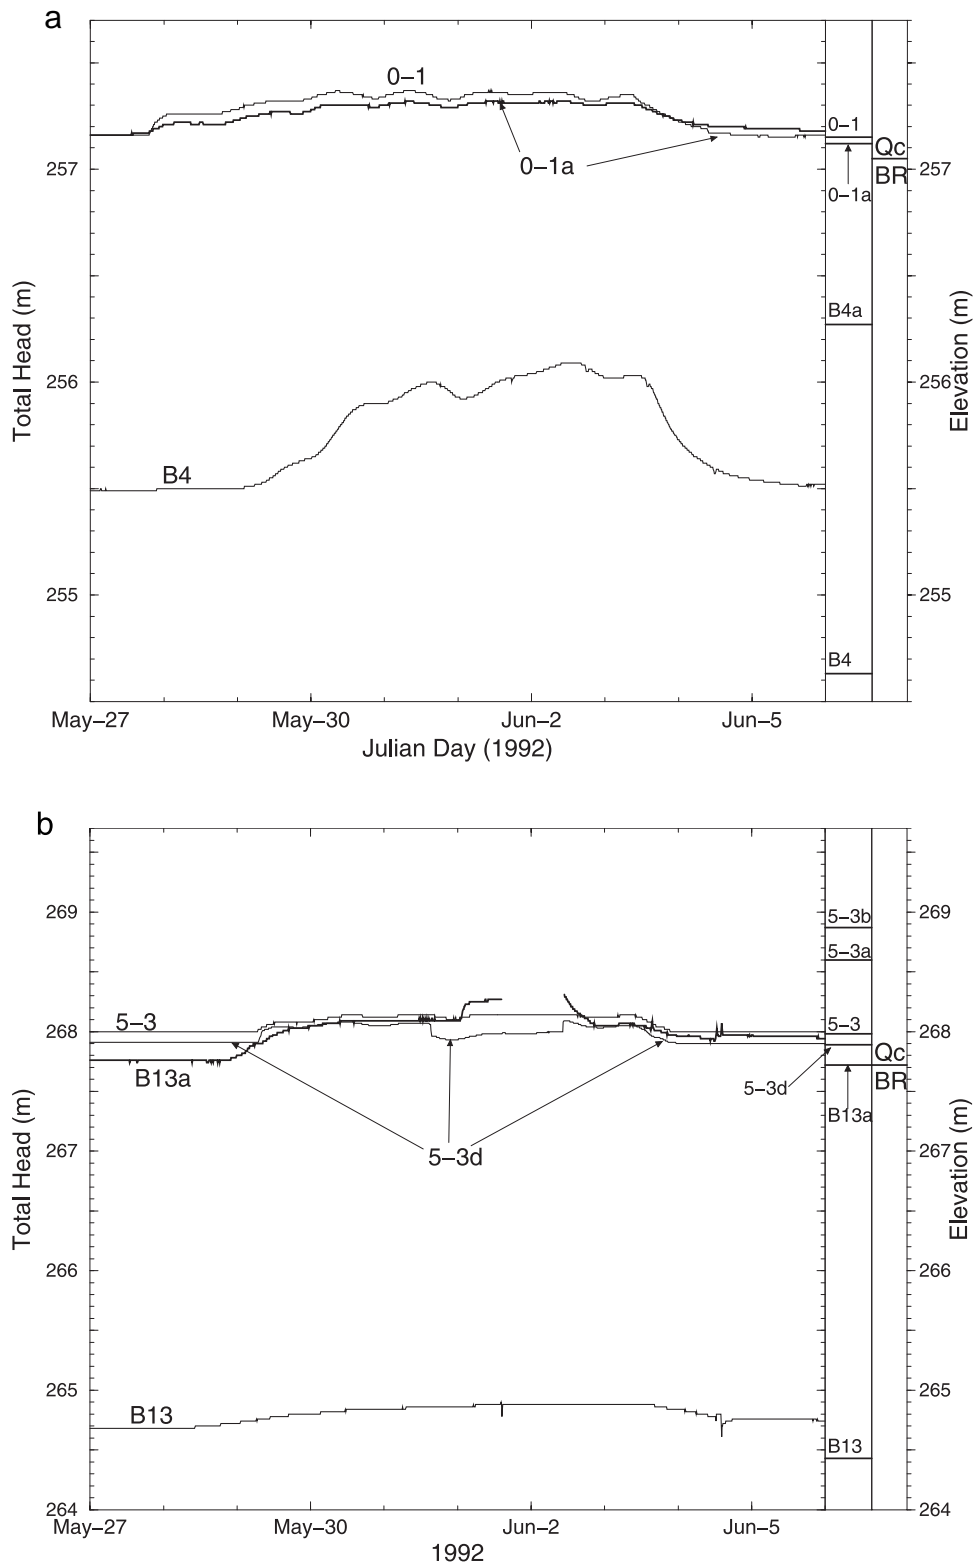 a
0–1
0–1a
B4
257
256
255
Total Head (m)
May–27
May–30
Jun–2
Jun–5
Julian Day (1992)
0–1
Qc
BR
0–1a
B4a
B4
257
256
255
Elevation (m)
b
5–3
B13a
5–3d
B13
269
268
267
266
265
264
Total Head (m)
May–27
May–30
Jun–2
Jun–5
1992
5–3b
5–3a
5–3
Qc
5–3d
BR
B13a
B13
269
268
267
266
265
264
Elevation (m)